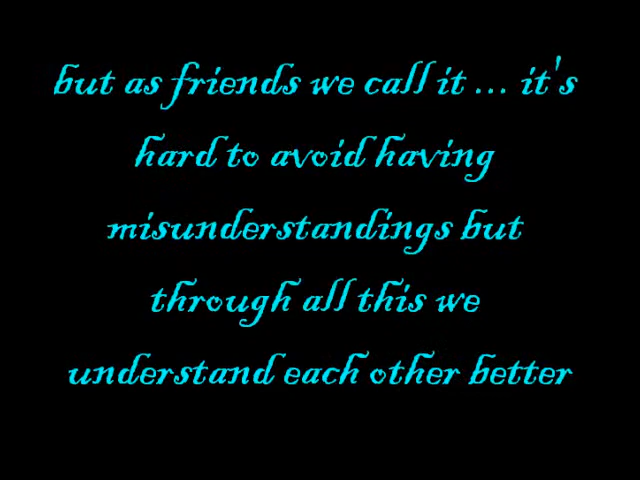 but as friends we call it ... it's
hard to avoid having
misunderstandings but
through all this we
understand each other better